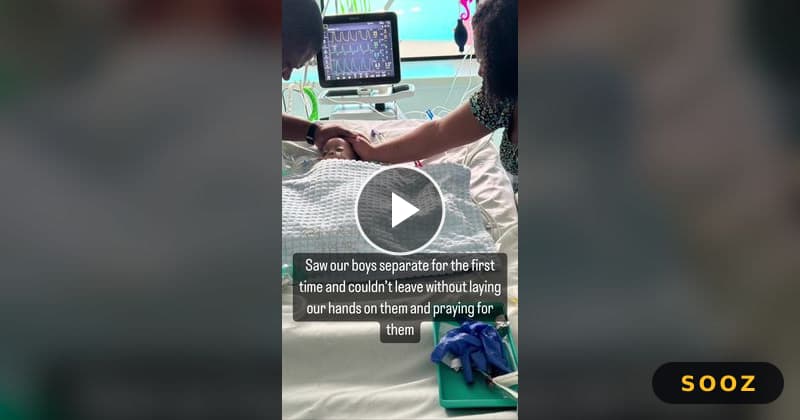 Saw our boys separate for the first
time and couldn't leave without laying
our hands on them and praying for
them
SOOZ